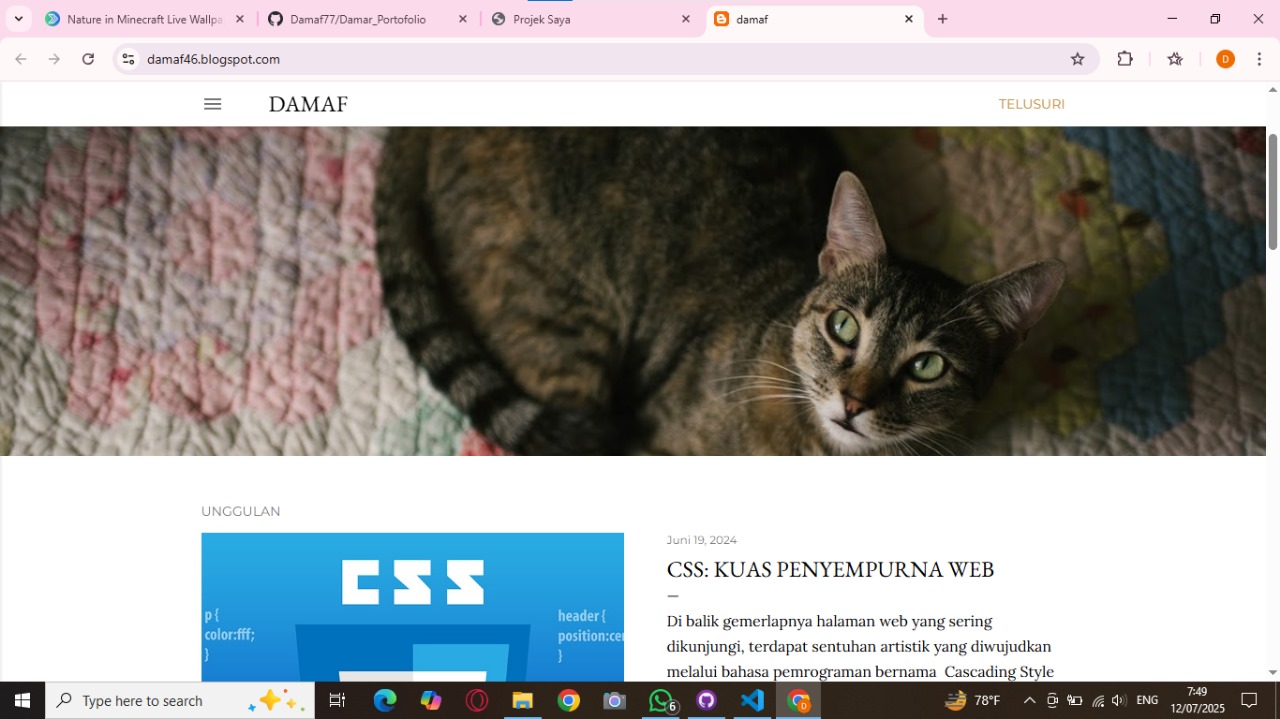 Nature in Minecraft Live Wallpa
Damaf77/Damar_Portofolio
Projek Saya
damaf
damaf46.blogspot.com
D
DAMAF
TELUSURI
UNGGULAN
CSS
p {
color:fff;
}
header {
position:cen
}
Juni 19, 2024
CSS: KUAS PENYEMPURNA WEB
Di balik gemerlapnya halaman web yang sering
dikunjungi, terdapat sentuhan artistik yang diwujudkan
melalui bahasa pemrograman bernama Cascading Style
Type here to search
6
D
78°F
ENG
7:49
12/07/2025